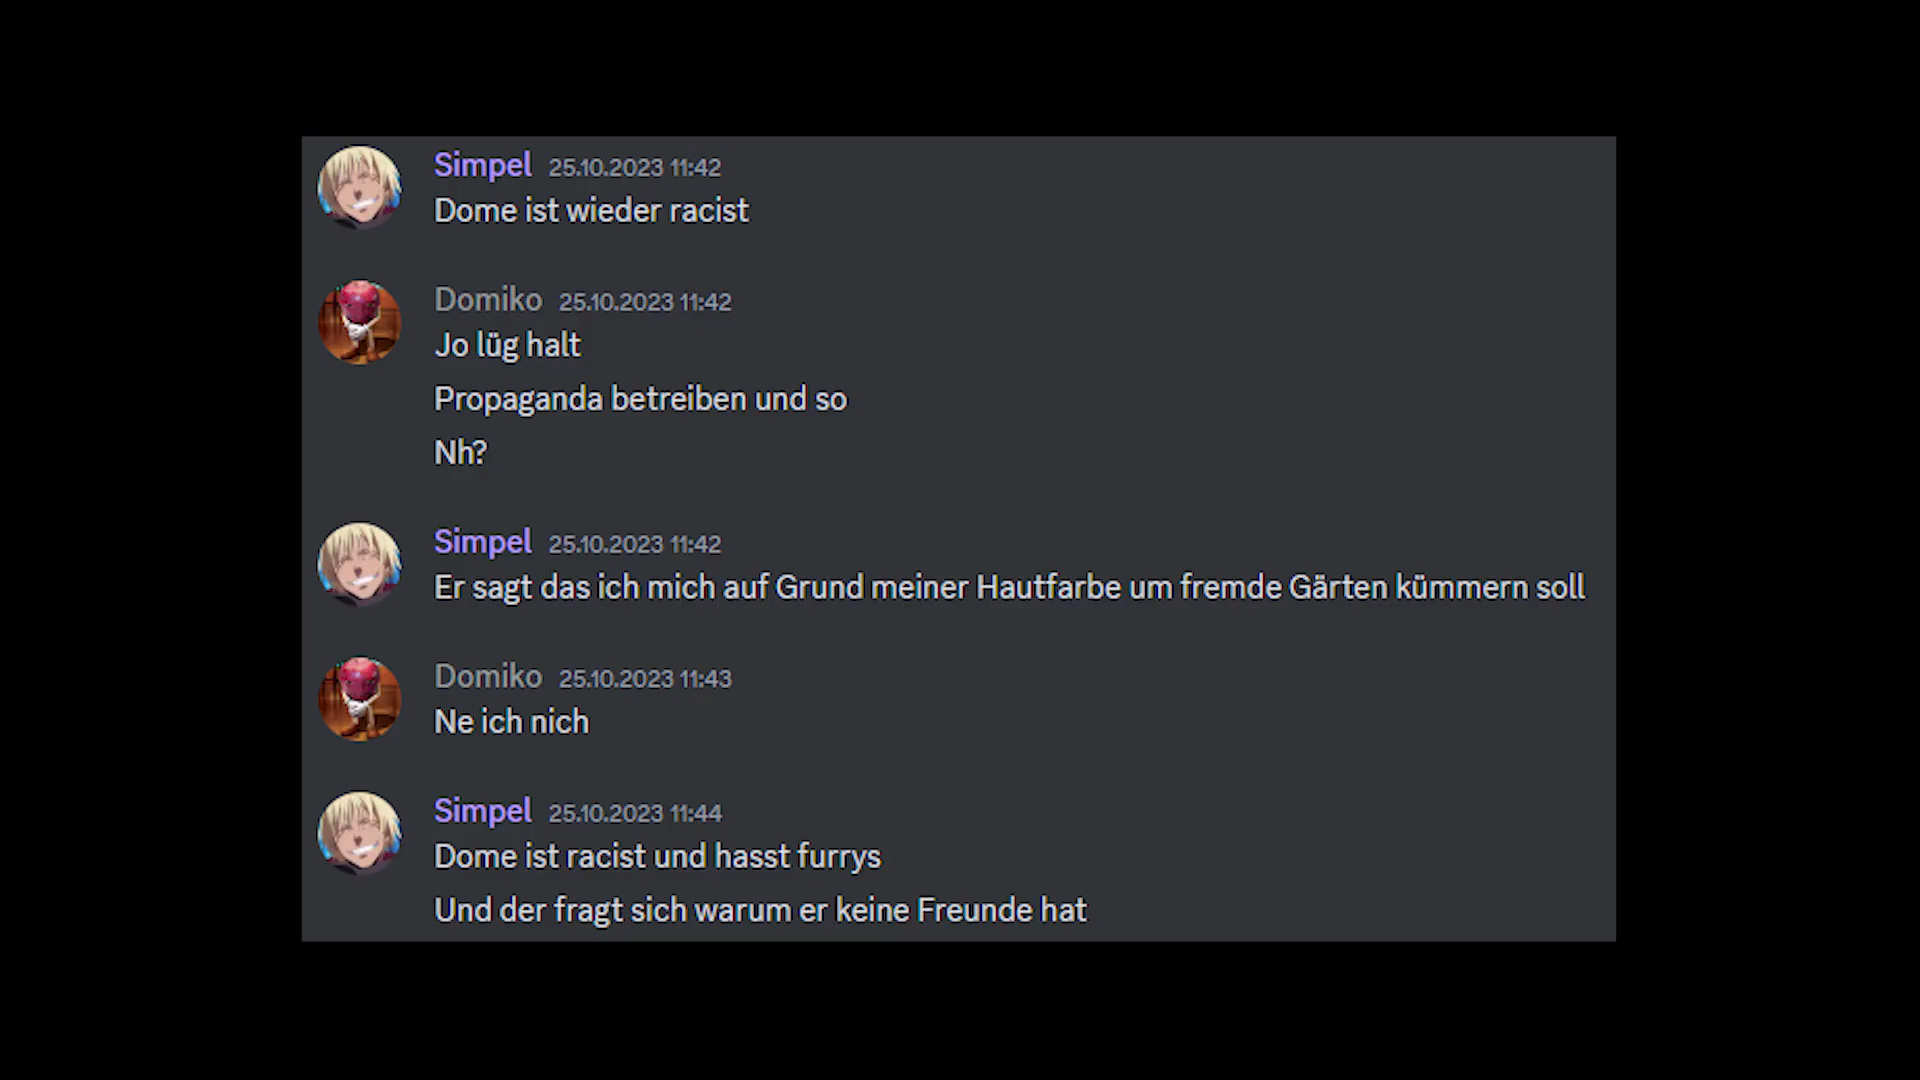 Simpel 25.10.2023 11:42
Dome ist wieder racist
Domiko 25.10.2023 11:42
Jo lüg halt
Propaganda betreiben und so
Nh?
Simpel 25.10.2023 11:42
Er sagt das ich mich auf Grund meiner Hautfarbe um fremde Gärten kümmern soll
Domiko 25.10.2023 11:43
Ne ich nich
Simpel 25.10.2023 11:44
Dome ist racist und hasst furrys
Und der fragt sich warum er keine Freunde hat